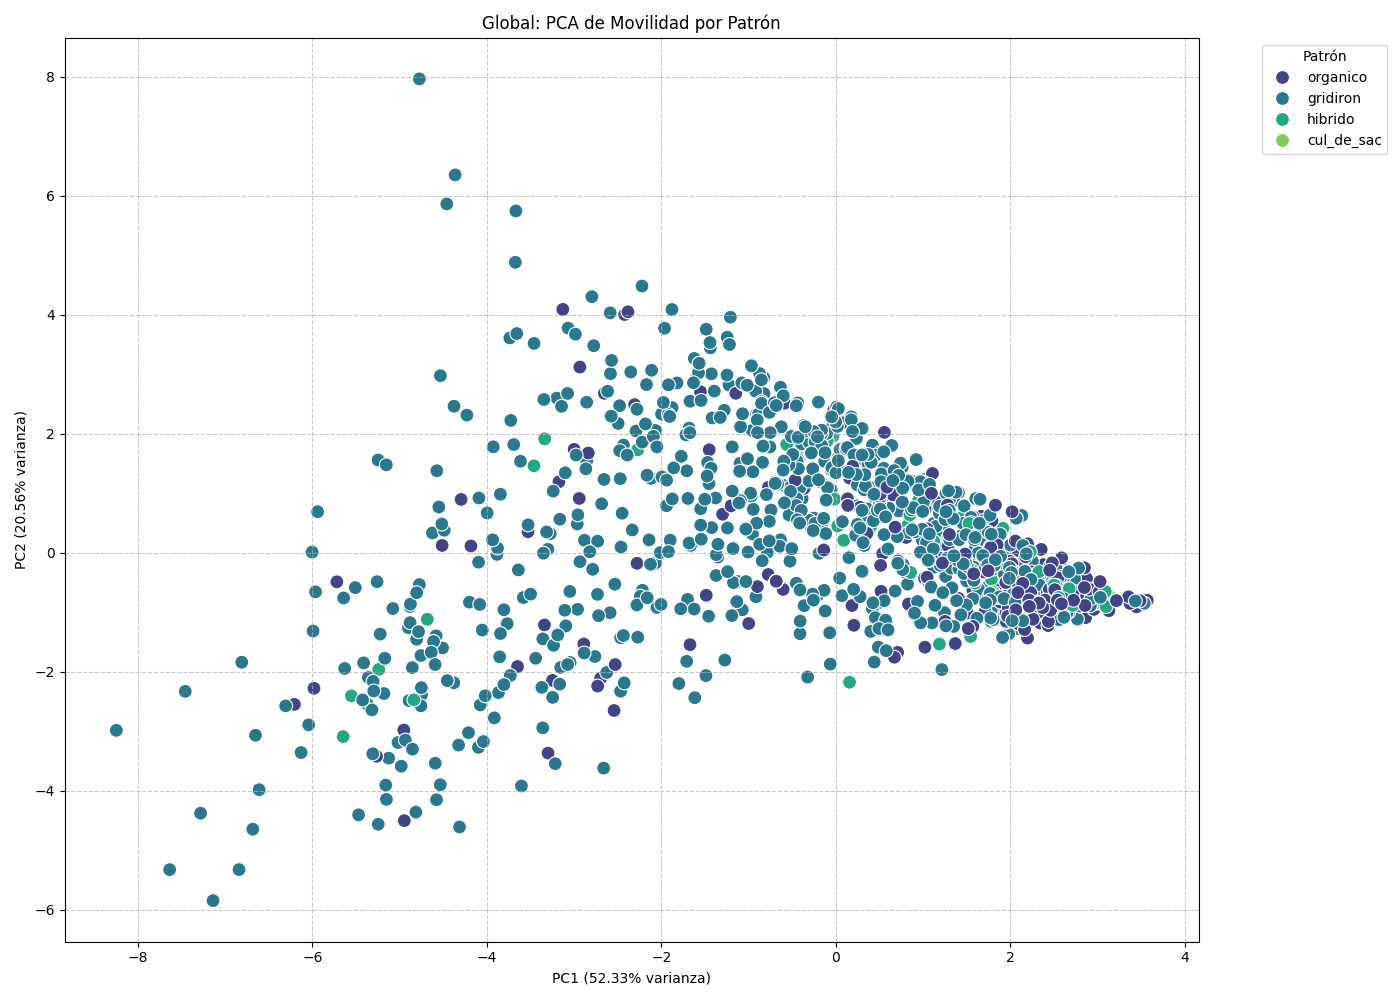 Global: PCA de Movilidad por Patrón
Patrón
organico
gridiron
hibrido
cul_de_sac
PC2 (20.56% varianza)
8
6
4
2
0
−2
−4
−6
−8
−6
−4
−2
0
2
4
PC1 (52.33% varianza)